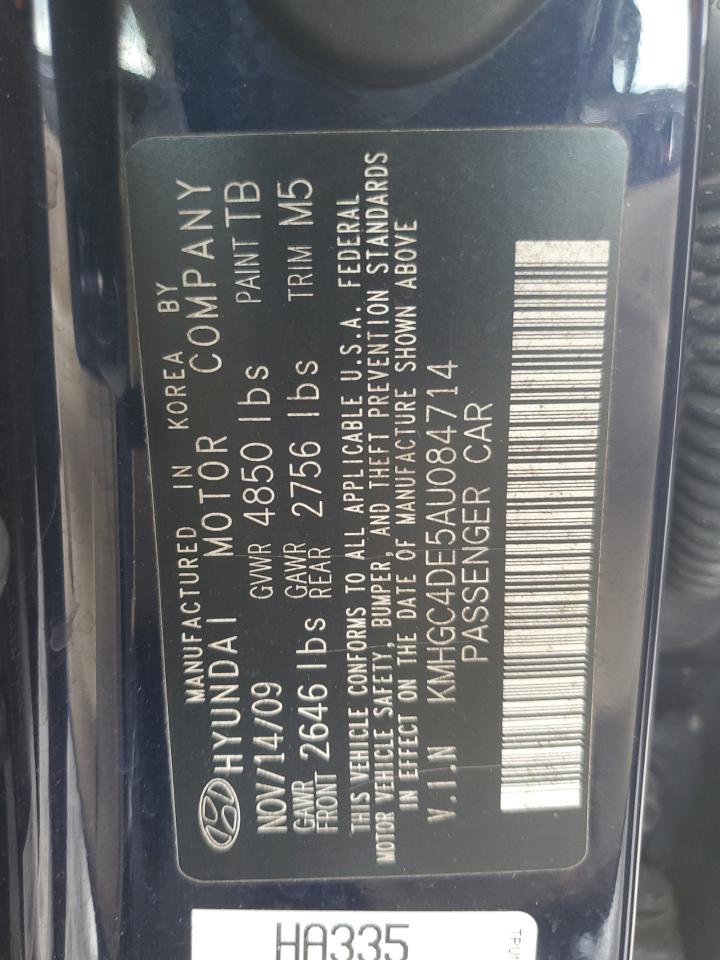 MANUFACTURED IN KOREA BY
HYUNDAI MOTOR COMPANY
NOV/14/09 GVWR 4850 lbs PAINT TB
GAWR FRONT 2646 lbs GAWR REAR 2756 lbs TRIM M5
THIS VEHICLE CONFORMS TO ALL APPLICABLE U.S.A. FEDERAL
MOTOR VEHICLE SAFETY, BUMPER, AND THEFT PREVENTION STANDARDS
IN EFFECT ON THE DATE OF MANUFACTURE SHOWN ABOVE
V.I.N KMHGC4DE5AU084714
PASSENGER CAR
HA335